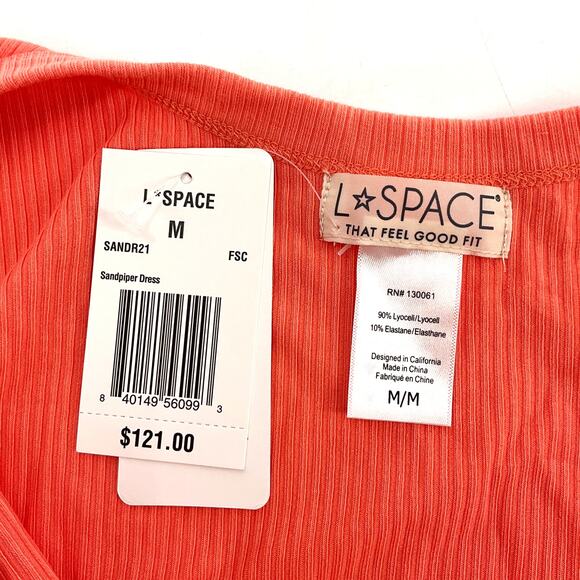 L*SPACE
M
SANDR21 FSC
Sandpiper Dress
8 40149 56099 3
$121.00
L☆SPACE®
THAT FEEL GOOD FIT
RN# 130061
90% Lyocell/Lyocell
10% Elastane/Elasthane
Designed in California
Made in China
Fabriqué en Chine
M/M